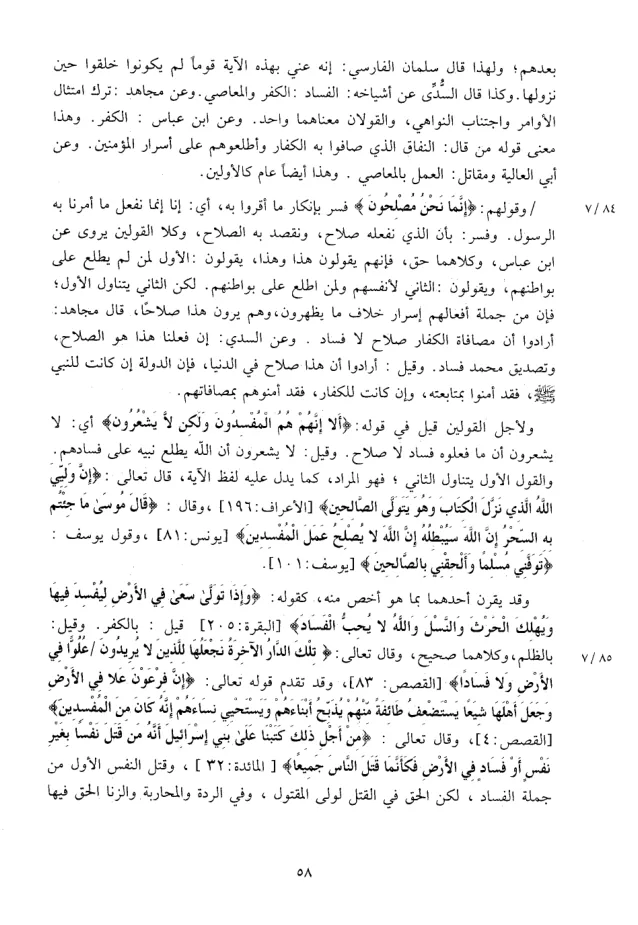 بعدهم؛ ولهذا قال سلمان الفارسي: إنه عني بهذه الآية قوماً لم يكونوا خلقوا حين
نزولها. وكذا قال السُّدِّى عن أشياخه: الفساد: الكفر والمعاصي. وعن مجاهد: ترك امتثال
الأوامر واجتناب النواهي، والقولان معناهما واحد. وعن ابن عباس: الكفر. وهذا
معنى قوله من قال: النفاق الذي صافوا به الكفار وأطلعوهم على أسرار المؤمنين. وعن
أبي العالية ومقاتل: العمل بالمعاصي. وهذا أيضاً عام كالأولين.
/ وقولهم: ﴿إِنَّمَا نَحْنُ مُصْلِحُونَ﴾ فسر بإنكار ما أقروا به، أي: إنا إنما نفعل ما أمرنا به
٧/٨٤
الرسول. وفسر: بأن الذي نفعله صلاح، ونقصد به الصلاح، وكلا القولين يروى عن
ابن عباس، وكلاهما حق، فإنهم يقولون هذا وهذا، يقولون: الأول لمن لم يطلع على
بواطنهم، ويقولون: الثاني لأنفسهم ولمن اطلع على بواطنهم. لكن الثاني يتناول الأول؛
فإن من جملة أفعالهم إسرار خلاف ما يظهرون، وهم يرون هذا صلاحًا، قال مجاهد:
أرادوا أن مصافاة الكفار صلاح لا فساد. وعن السدي: إن فعلنا هذا هو الصلاح،
وتصديق محمد فساد. وقيل: أرادوا أن هذا صلاح في الدنيا، فإن الدولة إن كانت للنبي
ﷺ، فقد أمنوا بمتابعته، وإن كانت للكفار، فقد أمنوهم بمصافاتهم.
ولأجل القولين قيل في قوله: ﴿أَلا إِنَّهُمْ هُمُ الْمُفْسِدُونَ وَلَكِن لاَّ يَشْعُرُونَ﴾ أي: لا
يشعرون أن ما فعلوه فساد لا صلاح. وقيل: لا يشعرون أن الله يطلع نبيه على فسادهم.
والقول الأول يتناول الثاني؛ فهو المراد، كما يدل عليه لفظ الآية، قال تعالى: ﴿إِنَّ وَلِيِّيَ
اللَّهُ الَّذِي نَزَّلَ الْكِتَابَ وَهُوَ يَتَوَلَّى الصَّالِحِينَ﴾ [الأعراف: ١٩٦]، وقال: ﴿قَالَ مُوسَىٰ مَا جِئْتُم
بِهِ السِّحْرُ إِنَّ اللَّهَ سَيُبْطِلُهُ إِنَّ اللَّهَ لا يُصْلِحُ عَمَلَ الْمُفْسِدِينَ﴾ [يونس: ٨١]، وقول يوسف:
﴿تَوَفَّنِي مُسْلِمًا وَأَلْحِقْنِي بِالصَّالِحِينَ﴾ [يوسف: ١٠١].
وقد يقرن أحدهما بما هو أخص منه، كقوله: ﴿وَإِذَا تَوَلَّىٰ سَعَىٰ فِي الأَرْضِ لِيُفْسِدَ فِيهَا
وَيُهْلِكَ الْحَرْثَ وَالنَّسْلَ وَاللَّهُ لا يُحِبُّ الْفَسَادَ﴾ [البقرة: ٢٠٥] قيل: بالكفر. وقيل:
بالظلم، وكلاهما صحيح، وقال تعالى: ﴿تِلْكَ الدَّارُ الآخِرَةُ نَجْعَلُهَا لِلَّذِينَ لا يُرِيدُونَ / عُلُوًّا فِي
٧/٨٥
الأَرْضِ وَلا فَسَادًا﴾ [القصص: ٨٣]، وقد تقدم قوله تعالى: ﴿إِنَّ فِرْعَوْنَ عَلا فِي الأَرْضِ
وَجَعَلَ أَهْلَهَا شِيَعًا يَسْتَضْعِفُ طَائِفَةً مِّنْهُمْ يُذَبِّحُ أَبْنَاءَهُمْ وَيَسْتَحْيِي نِسَاءَهُمْ إِنَّهُ كَانَ مِنَ الْمُفْسِدِينَ﴾
[القصص: ٤]، وقال تعالى: ﴿مِنْ أَجْلِ ذَلِكَ كَتَبْنَا عَلَىٰ بَنِي إِسْرَائِيلَ أَنَّهُ مَن قَتَلَ نَفْسًا بِغَيْرِ
نَفْسٍ أَوْ فَسَادٍ فِي الأَرْضِ فَكَأَنَّمَا قَتَلَ النَّاسَ جَمِيعًا﴾ [المائدة: ٣٢]، وقتل النفس الأول من
جملة الفساد، لكن الحق في القتل لولى المقتول، وفي الردة والمحاربة والزنا الحق فيها
٥٨